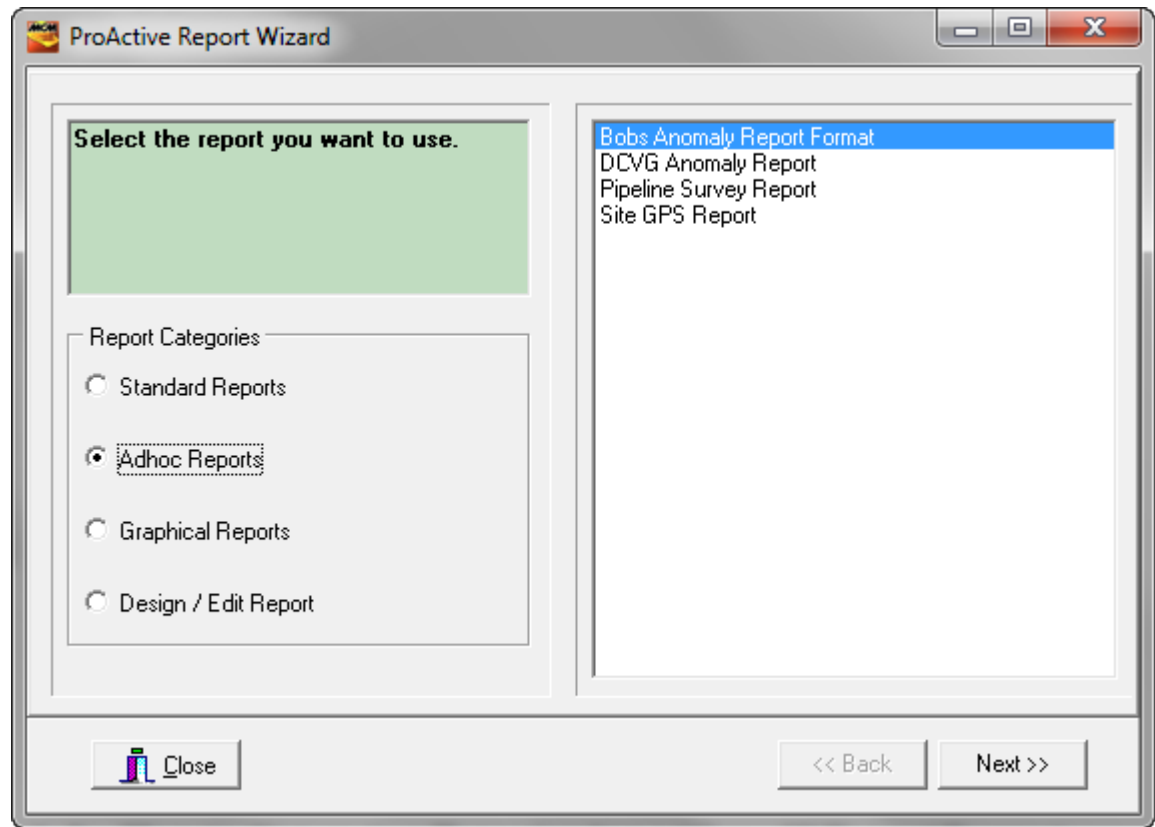 MCM
ProActive Report Wizard
Select the report you want to use.
Report Categories
Standard Reports
Adhoc Reports
Graphical Reports
Design / Edit Report
Bobs Anomaly Report Format
DCVG Anomaly Report
Pipeline Survey Report
Site GPS Report
Close
<< Back
Next >>